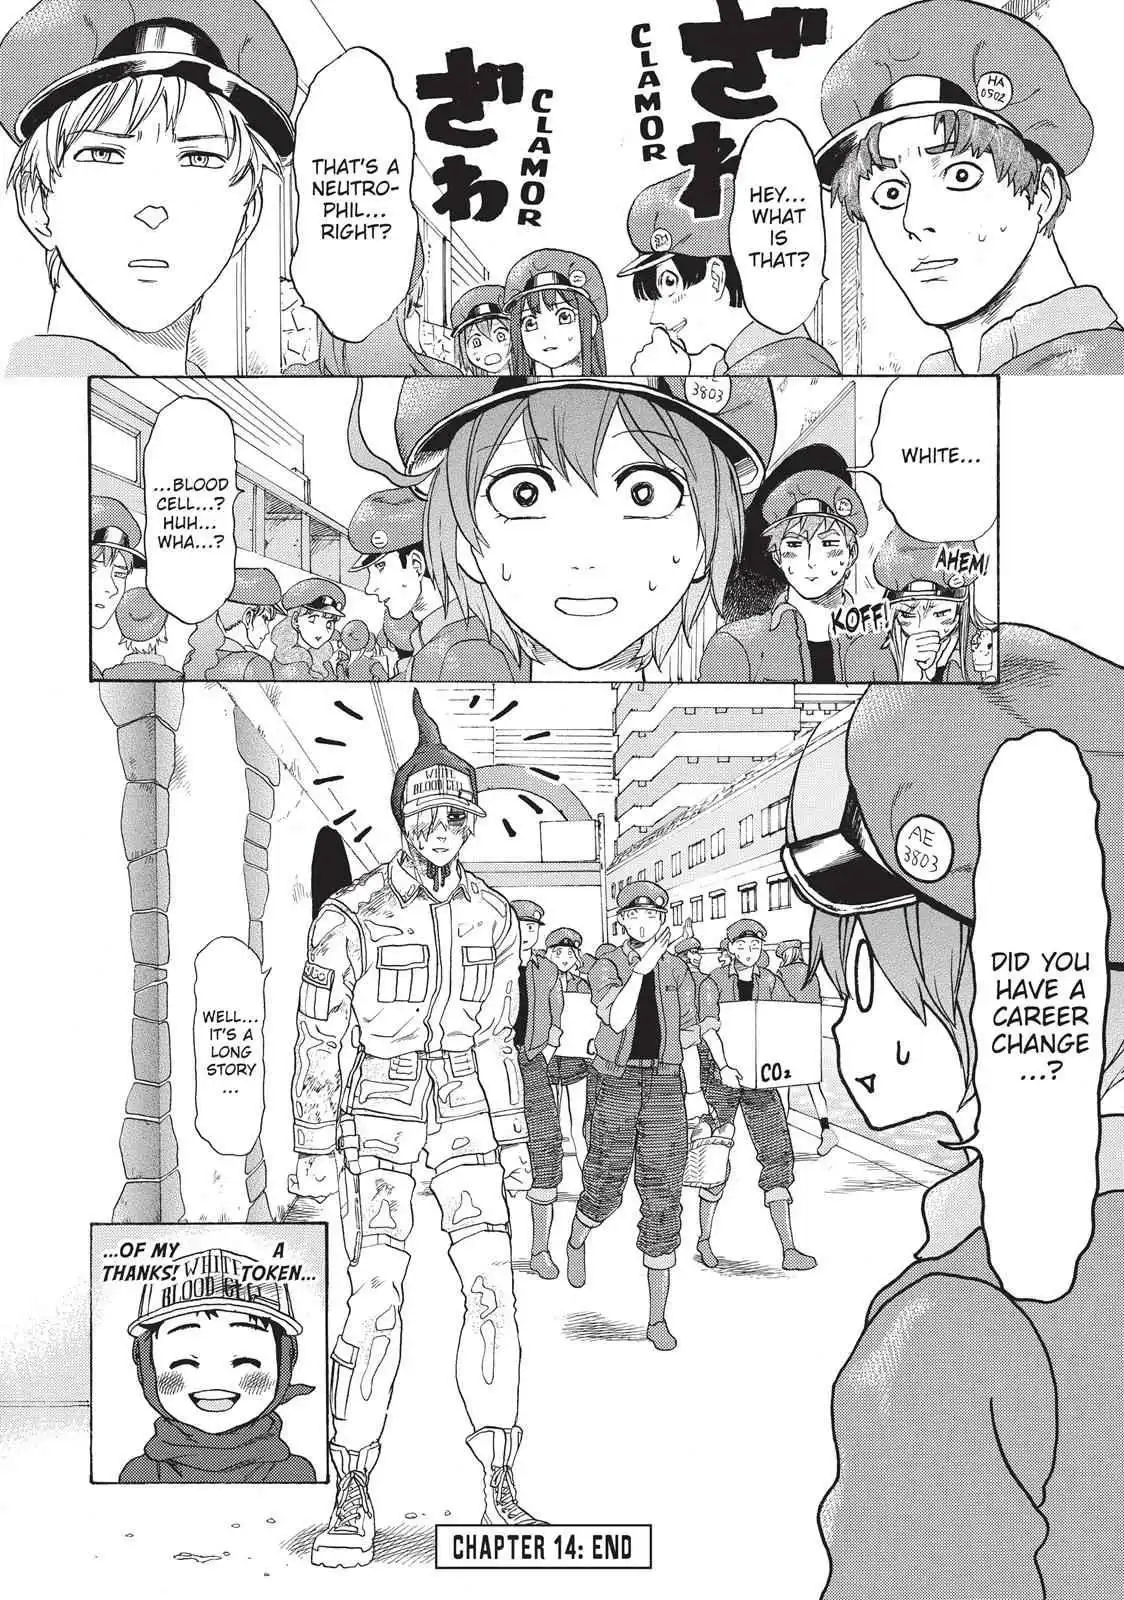 HA
0502
ざわ
CLAMOR
HEY...
WHAT
IS
THAT?
ざわ
CLAMOR
THAT'S A
NEUTRO-
PHIL...
RIGHT?
WHITE...
3803
AHEM!
KOFF!
...BLOOD
CELL...?
HUH...
WHA...?
AE
3803
DID YOU
HAVE A
CAREER
CHANGE
...?
WHITE
BLOOD CELL
CO₂
WELL...
IT'S A
LONG
STORY
...
A
TOKEN...
...OF MY
THANKS!
WHITE
BLOOD CELL
CHAPTER 14: END